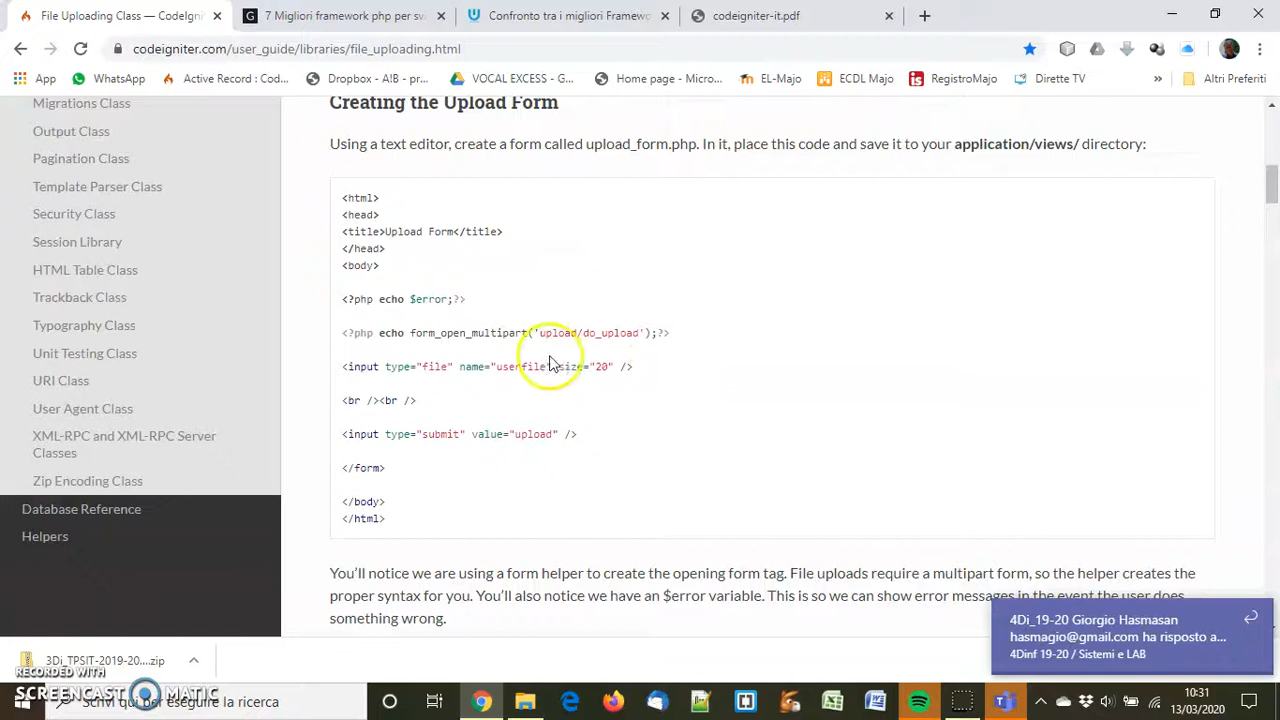 File Uploading Class — CodeIgnit
7 Migliori framework php per sv
Confronto tra i migliori Framew
codeigniter-it.pdf
codeigniter.com/user_guide/libraries/file_uploading.html
App
WhatsApp
Active Record : Cod...
Dropbox - AIB - pr...
VOCAL EXCESS - G...
Home page - Micro...
EL-Majo
ECDL Majo
RegistroMajo
Dirette TV
»
Altri Preferiti
Migrations Class
Output Class
Pagination Class
Template Parser Class
Security Class
Session Library
HTML Table Class
Trackback Class
Typography Class
Unit Testing Class
URI Class
User Agent Class
XML-RPC and XML-RPC Server
Classes
Zip Encoding Class
Database Reference
Helpers
Creating the Upload Form
Using a text editor, create a form called upload_form.php. In it, place this code and save it to your application/views/ directory:
<html>
<head>
<title>Upload Form</title>
</head>
<body>
<?php echo $error;?>
<?php echo form_open_multipart('upload/do_upload');?>
<input type="file" name="userfile" size="20" />
<br /><br />
<input type="submit" value="upload" />
</form>
</body>
</html>
You'll notice we are using a form helper to create the opening form tag. File uploads require a multipart form, so the helper creates the
proper syntax for you. You'll also notice we have an $error variable. This is so we can show error messages in the event the user does
something wrong.
4Di_19-20 Giorgio Hasmasan
hasmagio@gmail.com ha risposto a...
4Dinf 19-20 / Sistemi e LAB
3Di_TPSIT-2019-20....zip
RECORDED WITH
SCREENCAST MATIC
Scrivi qui per eseguire la ricerca
10:31
13/03/2020